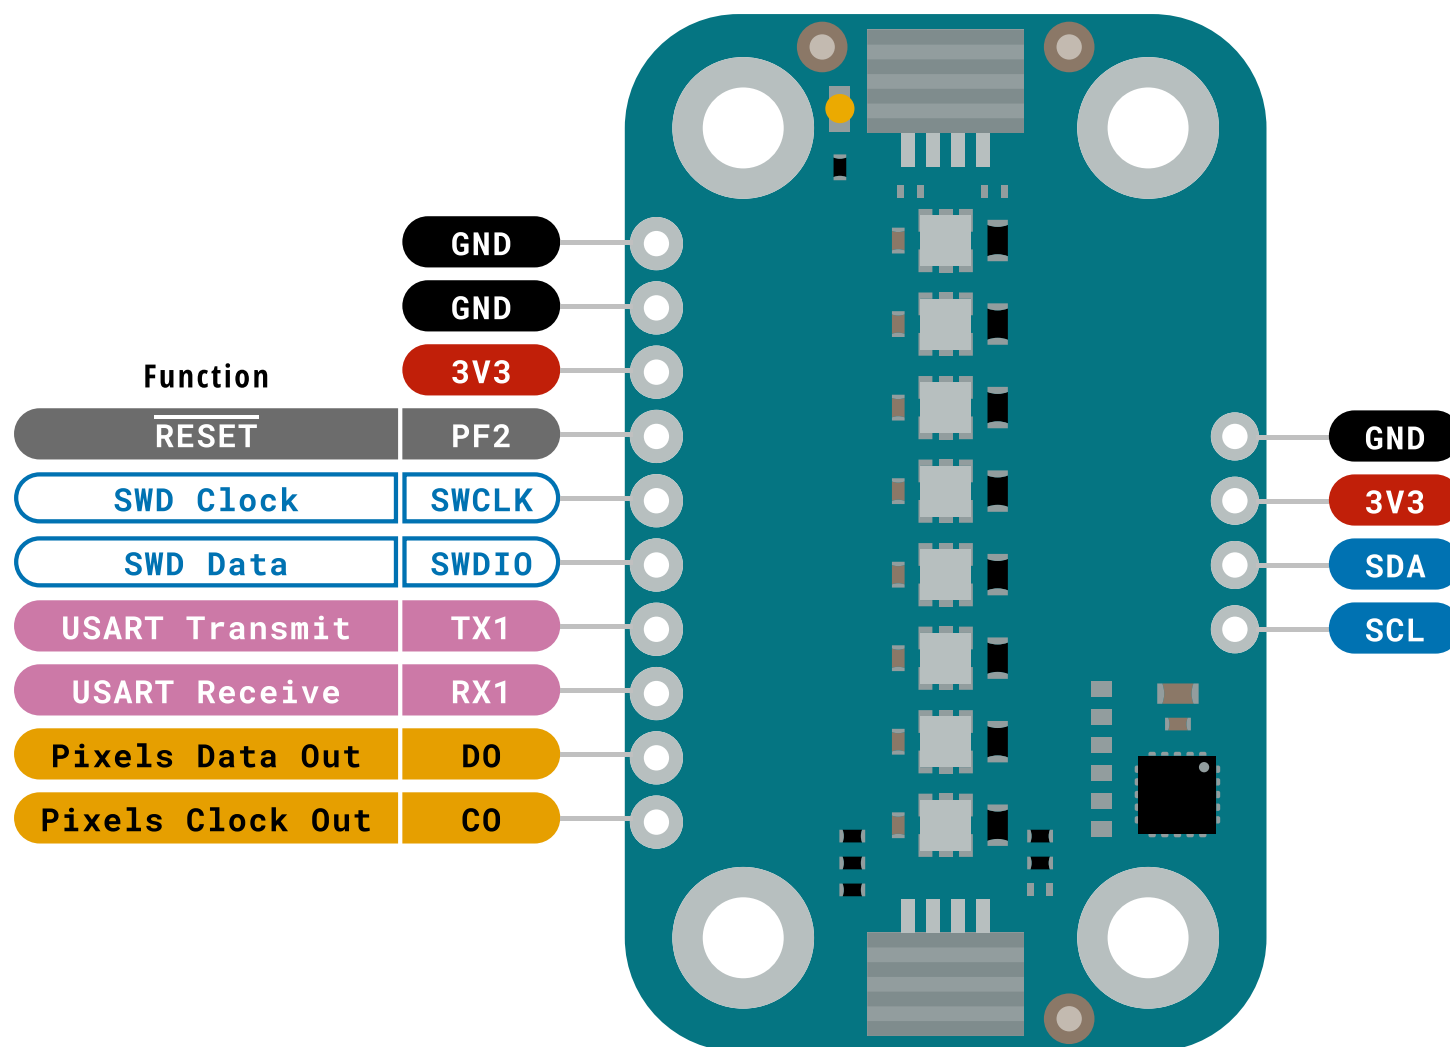 GND
GND
3V3
Function
RESET PF2
SWD Clock SWCLK
SWD Data SWDIO
USART Transmit TX1
USART Receive RX1
Pixels Data Out DO
Pixels Clock Out CO
GND
3V3
SDA
SCL